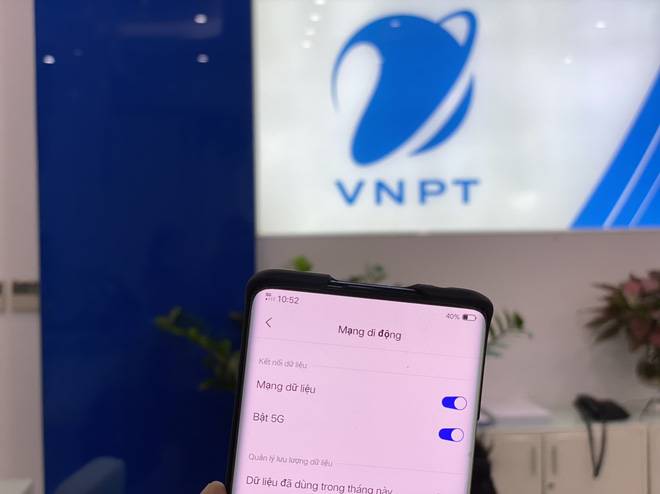 VNPT
5G 10:52
40%
Mạng di động
Kết nối dữ liệu
Mạng dữ liệu
Bật 5G
Quản lý lưu lượng dữ liệu
Dữ liệu đã dùng trong tháng này